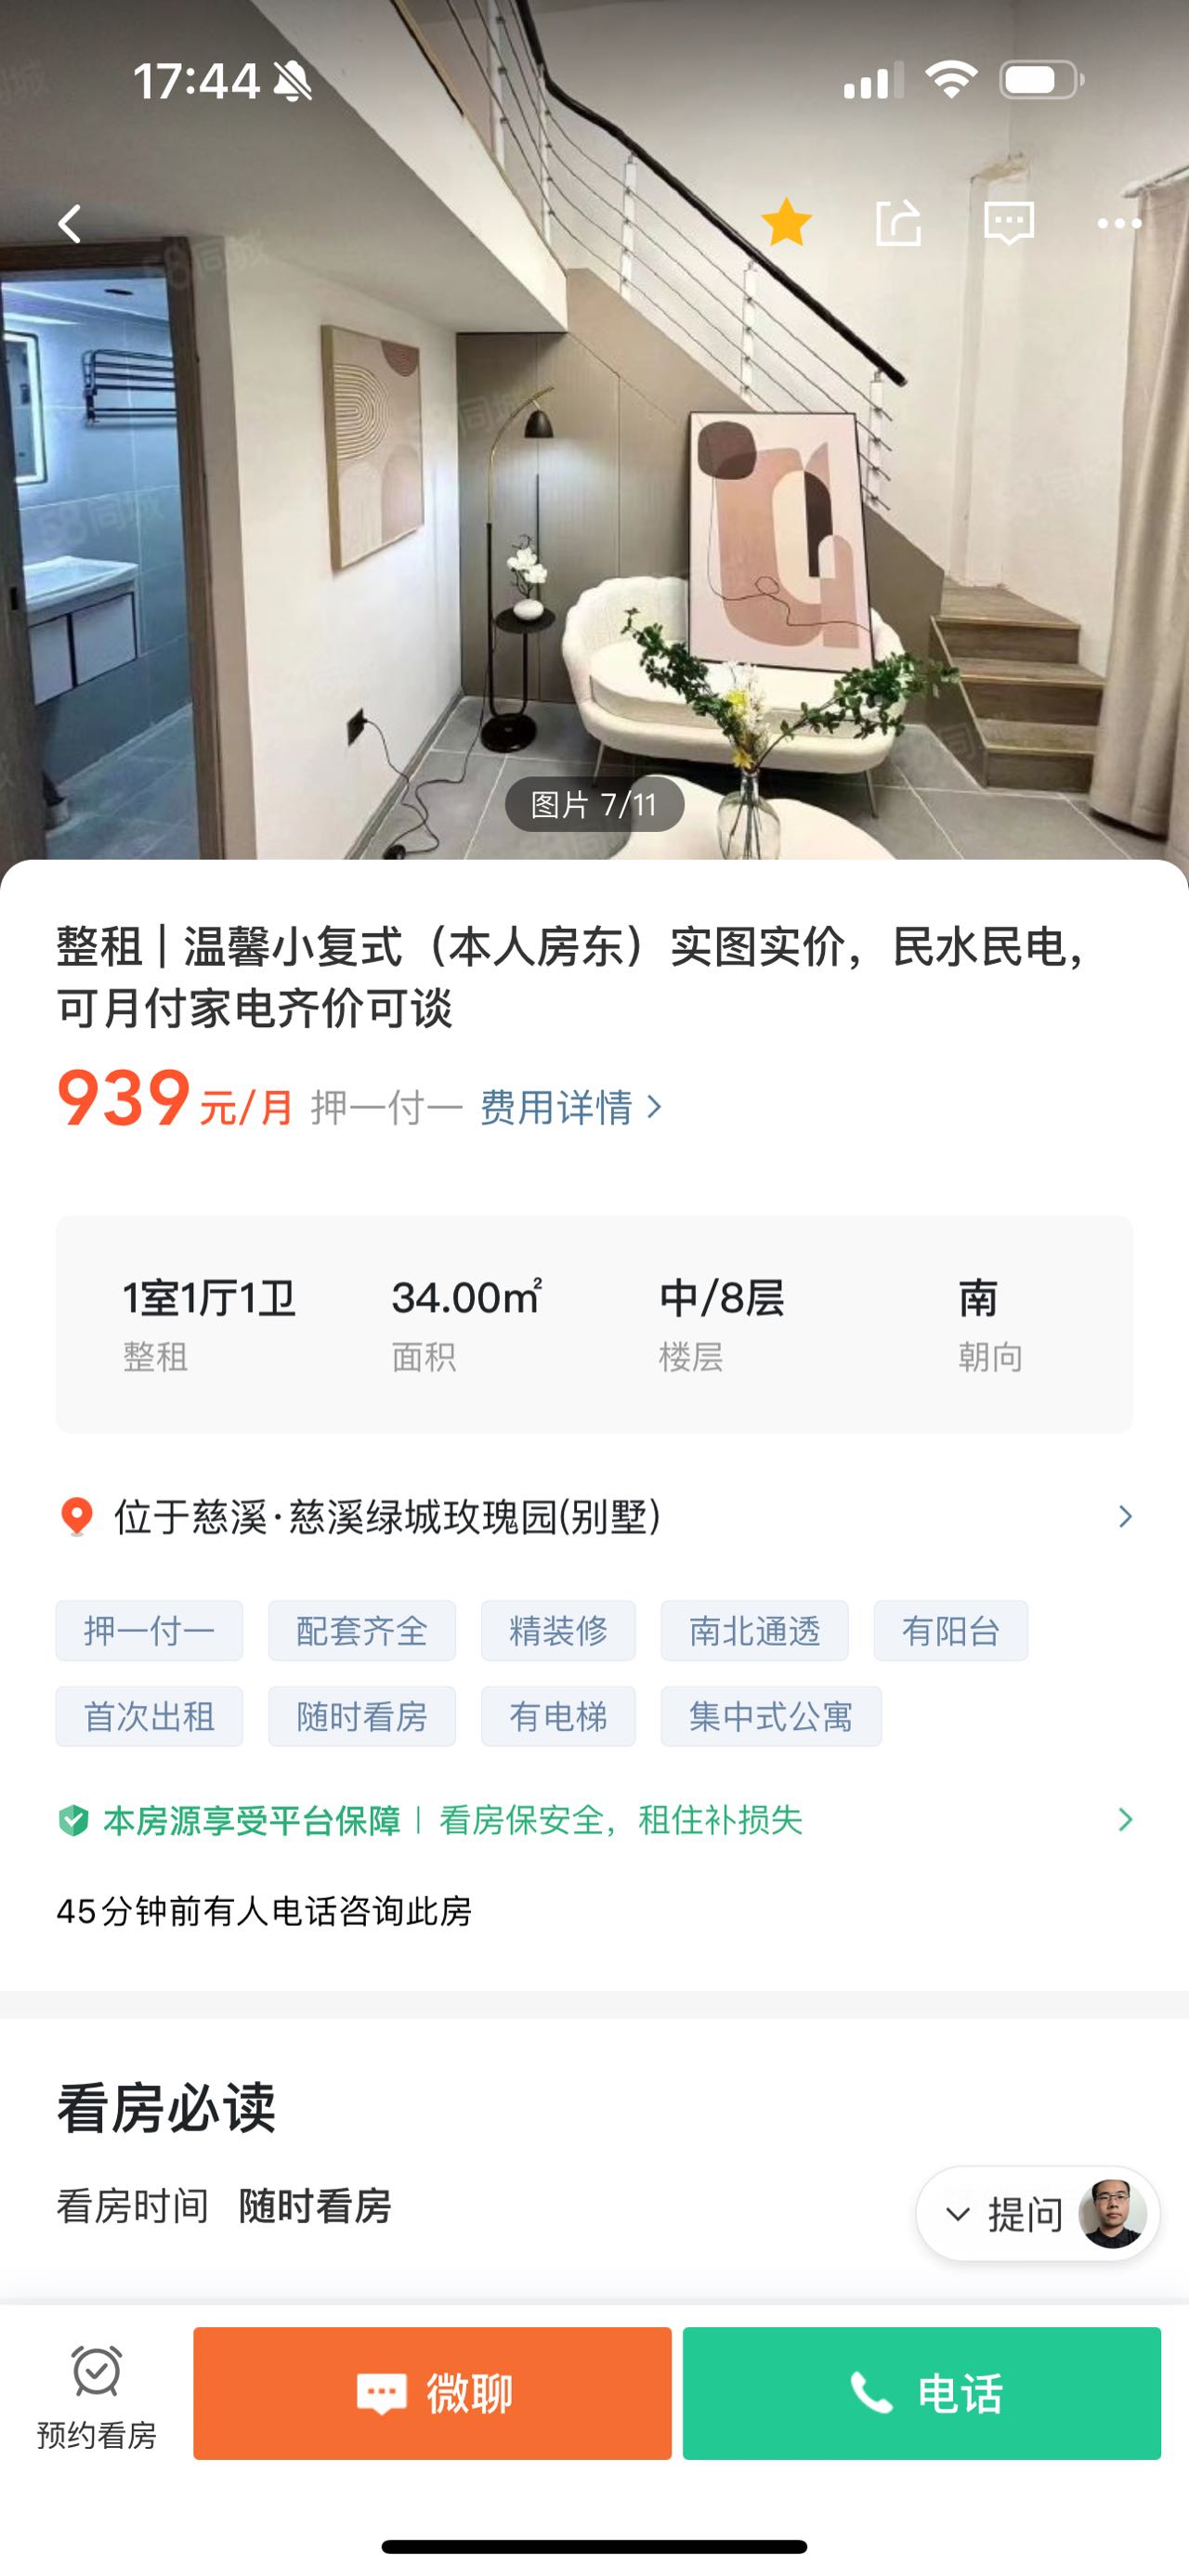 17:44
58同城
图片 7/11
整租 | 温馨小复式（本人房东）实图实价，民水民电，
可月付家电齐价可谈
939 元/月 押一付一 费用详情 >
1室1厅1卫 34.00㎡ 中/8层 南
整租 面积 楼层 朝向
位于慈溪·慈溪绿城玫瑰园(别墅)
押一付一 配套齐全 精装修 南北通透 有阳台
首次出租 随时看房 有电梯 集中式公寓
本房源享受平台保障 | 看房保安全，租住补损失
45分钟前有人电话咨询此房
看房必读
看房时间 随时看房
提问
预约看房 微聊 电话